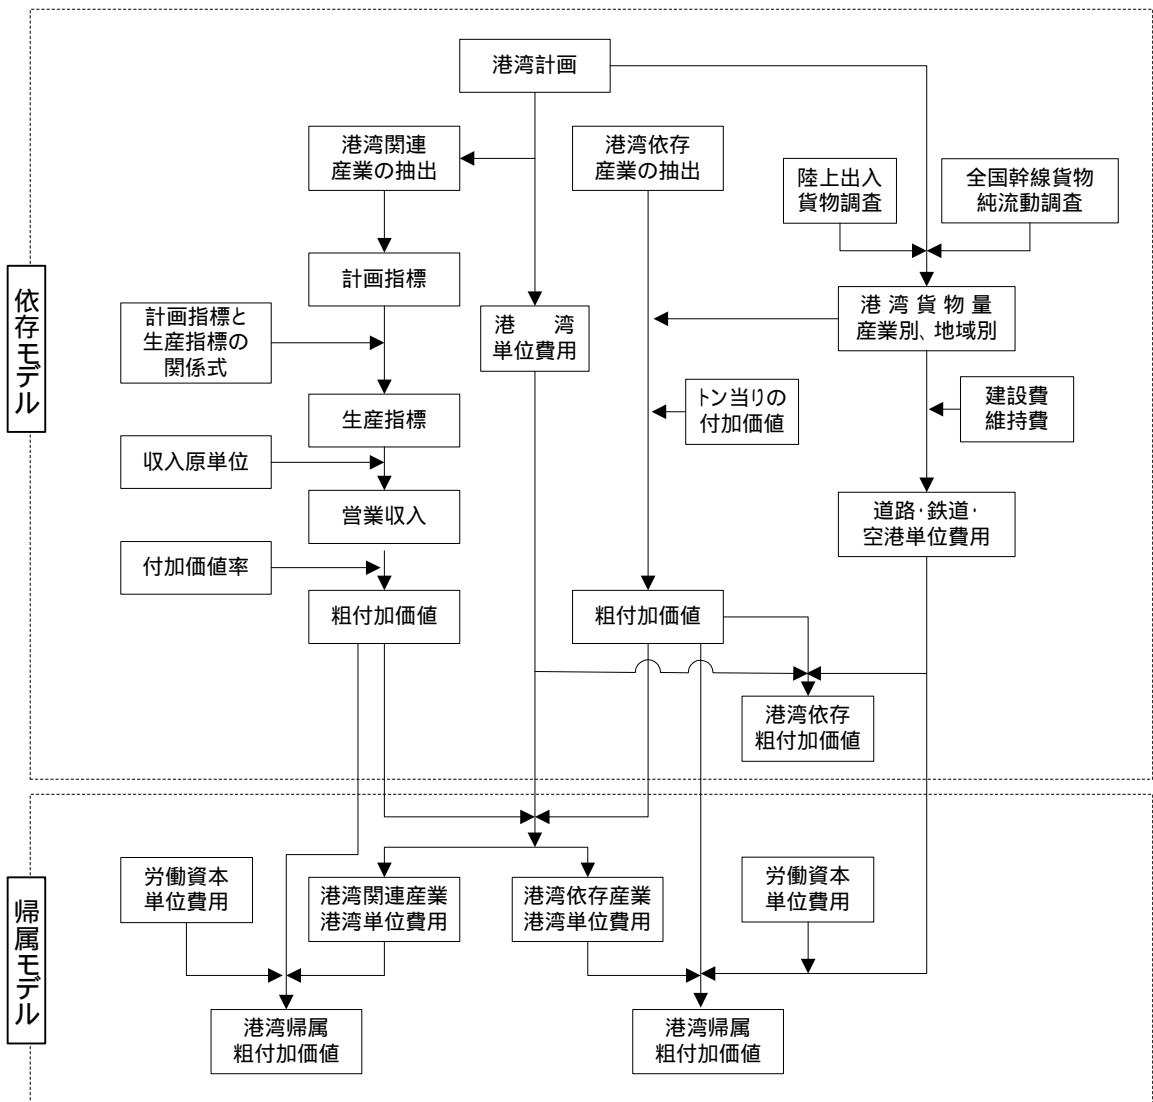 港湾計画
港湾関連
産業の抽出
港湾依存
産業の抽出
陸上出入
貨物調査
全国幹線貨物
純流動調査
依存モデル
計画指標
港　　湾
単位費用
港 湾 貨 物 量
産業別、地域別
計画指標と
生産指標の
関係式
トン当りの
付加価値
建設費
維持費
生産指標
収入原単位
営業収入
道路・鉄道・
空港単位費用
付加価値率
粗付加価値
粗付加価値
港湾依存
粗付加価値
帰属モデル
労働資本
単位費用
港湾関連産業
港湾単位費用
港湾依存産業
港湾単位費用
労働資本
単位費用
港湾帰属
粗付加価値
港湾帰属
粗付加価値